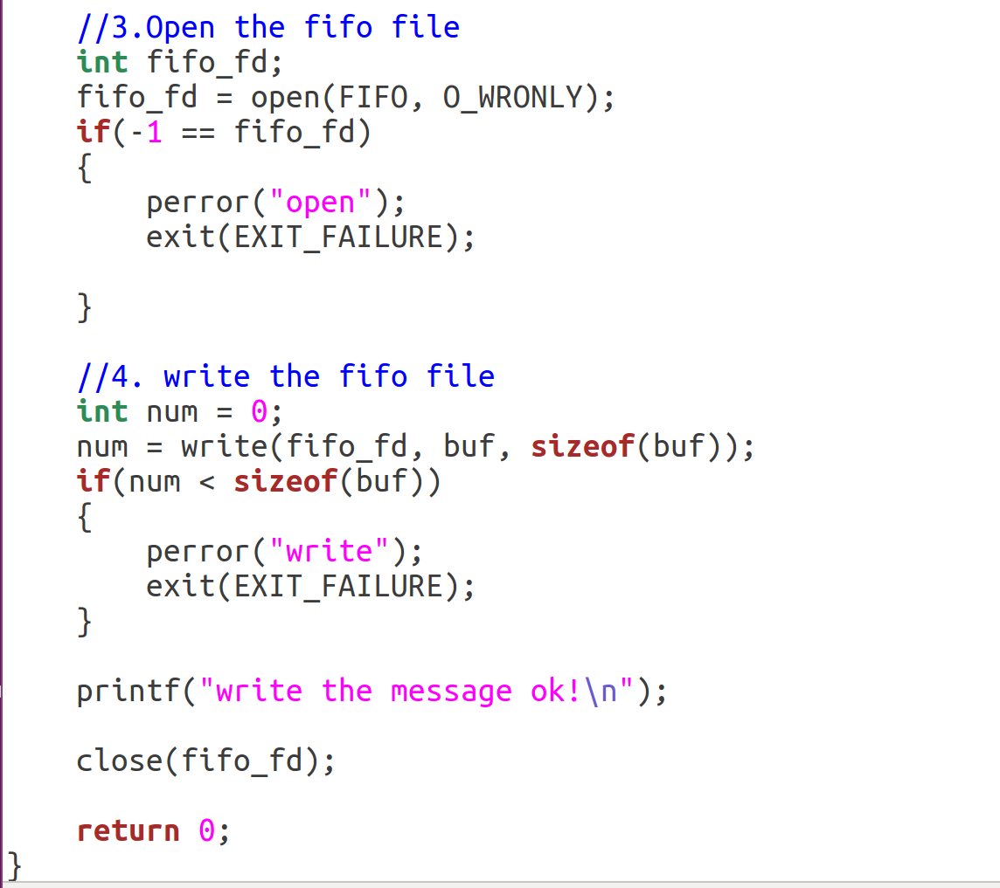 //3.Open the fifo file
int fifo_fd;
fifo_fd = open(FIFO, O_WRONLY);
if(-1 == fifo_fd)
{
perror("open");
exit(EXIT_FAILURE);
}
//4. write the fifo file
int num = 0;
num = write(fifo_fd, buf, sizeof(buf));
if(num < sizeof(buf))
{
perror("write");
exit(EXIT_FAILURE);
}
printf("write the message ok!\n");
close(fifo_fd);
return 0;
}